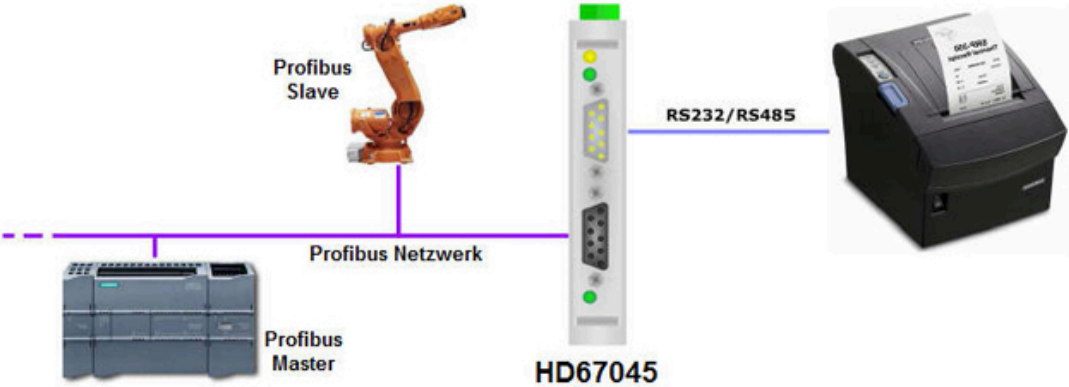 Profibus
Slave
RS232/RS485
Profibus Netzwerk
Profibus
Master
HD67045